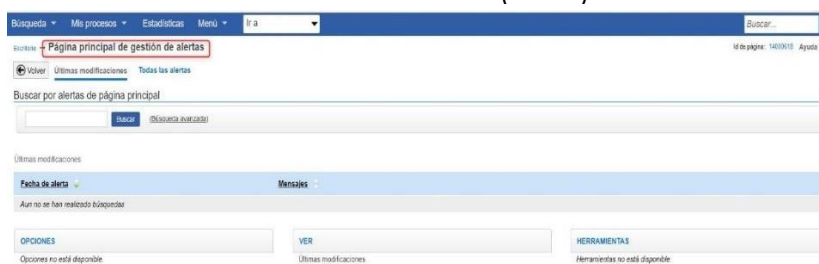 Búsqueda Mis procesos Estadísticas Menú Ir a Buscar...
Escritorio Página principal de gestión de alertas Id de página: Ayuda
Volver Últimas modificaciones Todas las alertas
Buscar por alertas de página principal
Buscar (Búsqueda avanzada)
Últimas modificaciones
Fecha de alerta Mensajes
Aun no se han realizado búsquedas
OPCIONES VER HERRAMIENTAS
Opciones no está disponible Últimas modificaciones Herramientas no está disponible